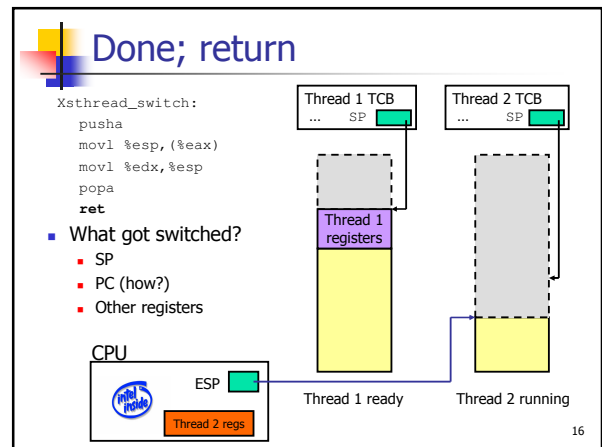 Done; return
Xsthread_switch:
pusha
movl %esp,(%eax)
movl %edx,%esp
popa
ret
What got switched?
SP
PC (how?)
Other registers
CPU
ESP
intel
inside
Thread 2 regs
Thread 1 TCB
... SP
Thread 1
registers
Thread 1 ready
Thread 2 TCB
... SP
Thread 2 running
16